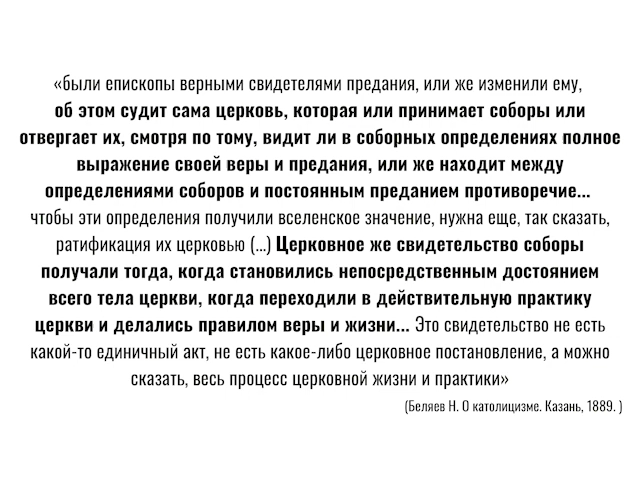 «были епископы верными свидетелями предания, или же изменили ему,
об этом судит сама церковь, которая или принимает соборы или
отвергает их, смотря по тому, видит ли в соборных определениях полное
выражение своей веры и предания, или же находит между
определениями соборов и постоянным преданием противоречие...
чтобы эти определения получили вселенское значение, нужна еще, так сказать,
ратификация их церковью (...) Церковное же свидетельство соборы
получали тогда, когда становились непосредственным достоянием
всего тела церкви, когда переходили в действительную практику
церкви и делались правилом веры и жизни... Это свидетельство не есть
какой-то единичный акт, не есть какое-либо церковное постановление, а можно
сказать, весь процесс церковной жизни и практики»
(Беляев Н. О католицизме. Казань, 1889. )